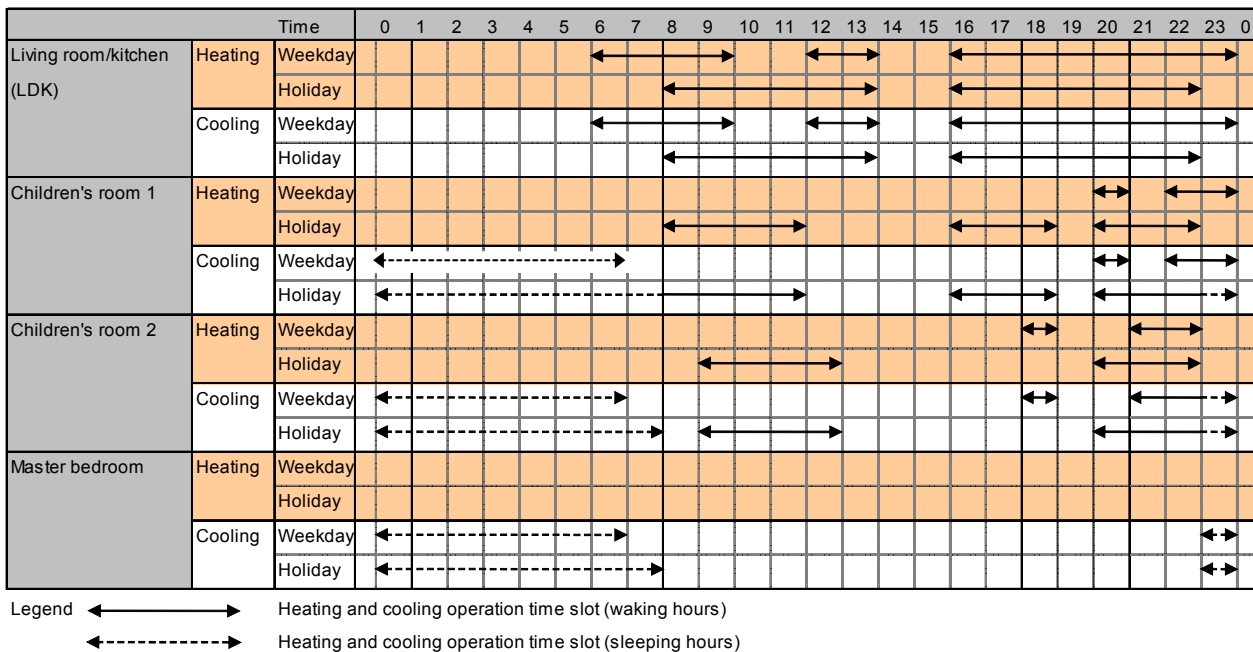 Time 0 1 2 3 4 5 6 7 8 9 10 11 12 13 14 15 16 17 18 19 20 21 22 23 0
Living room/kitchen Heating Weekday
(LDK) Holiday
Cooling Weekday
Holiday
Children's room 1 Heating Weekday
Holiday
Cooling Weekday
Holiday
Children's room 2 Heating Weekday
Holiday
Cooling Weekday
Holiday
Master bedroom Heating Weekday
Holiday
Cooling Weekday
Holiday
Legend Heating and cooling operation time slot (waking hours)
Heating and cooling operation time slot (sleeping hours)